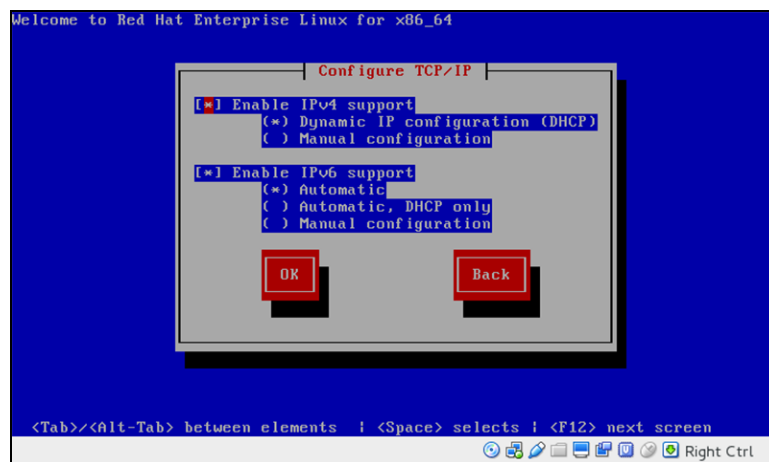 Welcome to Red Hat Enterprise Linux for x86_64
Configure TCP/IP
[*] Enable IPv4 support
(*) Dynamic IP configuration (DHCP)
( ) Manual configuration
[*] Enable IPv6 support
(*) Automatic
( ) Automatic, DHCP only
( ) Manual configuration
OK
Back
<Tab>/<Alt-Tab> between elements | <Space> selects | <F12> next screen
Right Ctrl